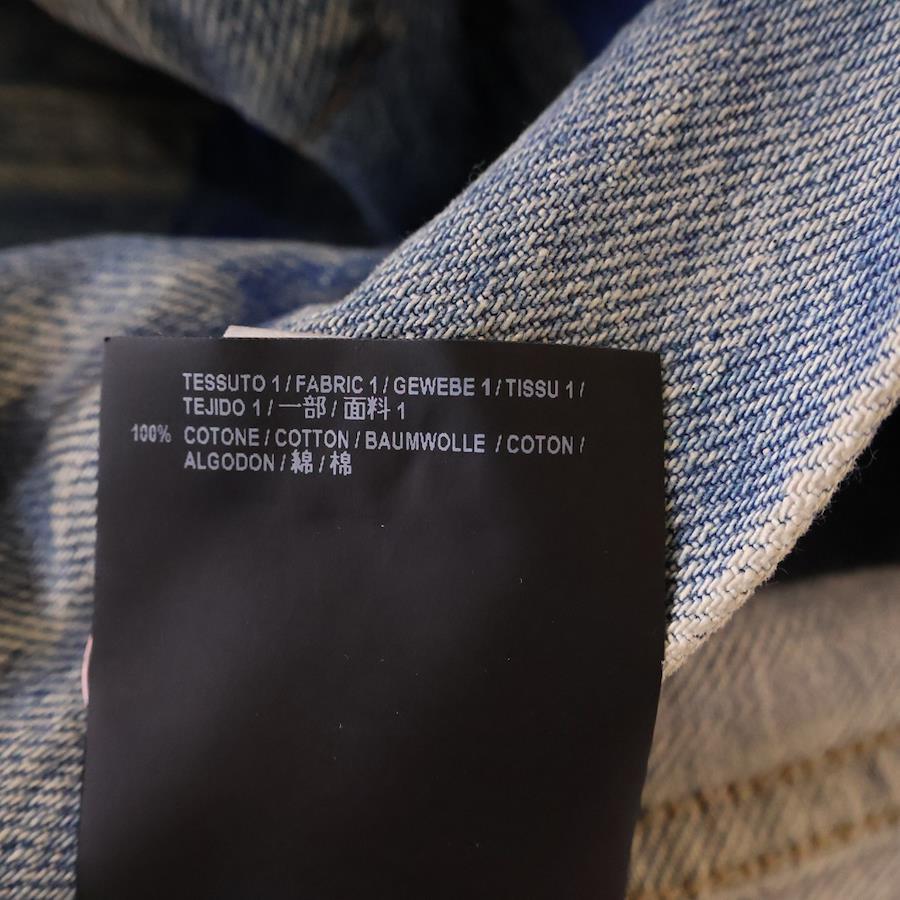 TESSUTO 1 / FABRIC 1 / GEWEBE 1 / TISSU 1 /
TEJIDO 1 / 一部 / 面料 1
100% COTONE / COTTON / BAUMWOLLE / COTON /
ALGODON / 綿 / 棉